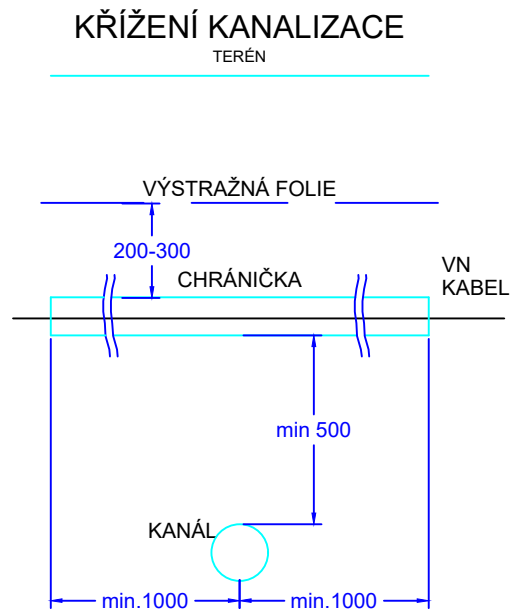 KŘÍŽENÍ KANALIZACE
TERÉN
VÝSTRAŽNÁ FOLIE
200-300
CHRÁNIČKA
VN
KABEL
min 500
KANÁL
min.1000
min.1000